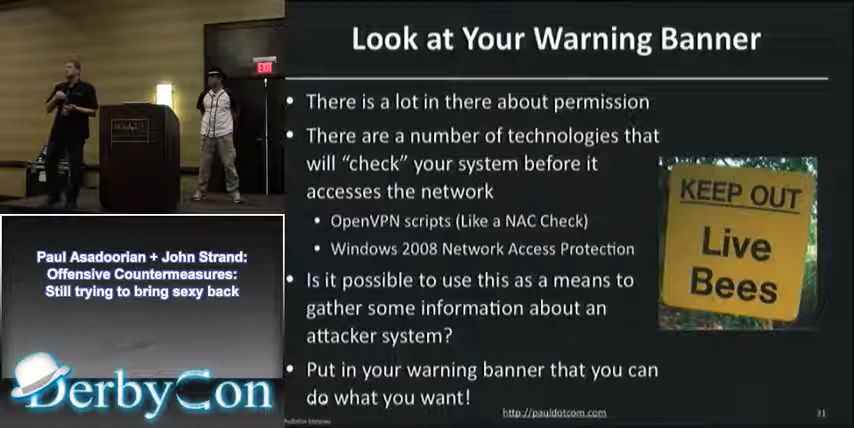 Look at Your Warning Banner
• There is a lot in there about permission
• There are a number of technologies that
will “check” your system before it
accesses the network
• OpenVPN scripts (Like a NAC Check)
• Windows 2008 Network Access Protection
• Is it possible to use this as a means to
gather some information about an
attacker system?
• Put in your warning banner that you can
do what you want!
KEEP OUT
Live
Bees
http://pauldotcom.com
31
EXIT
HYATT
Paul Asadoorian + John Strand:
Offensive Countermeasures:
Still trying to bring sexy back
DerbyCon